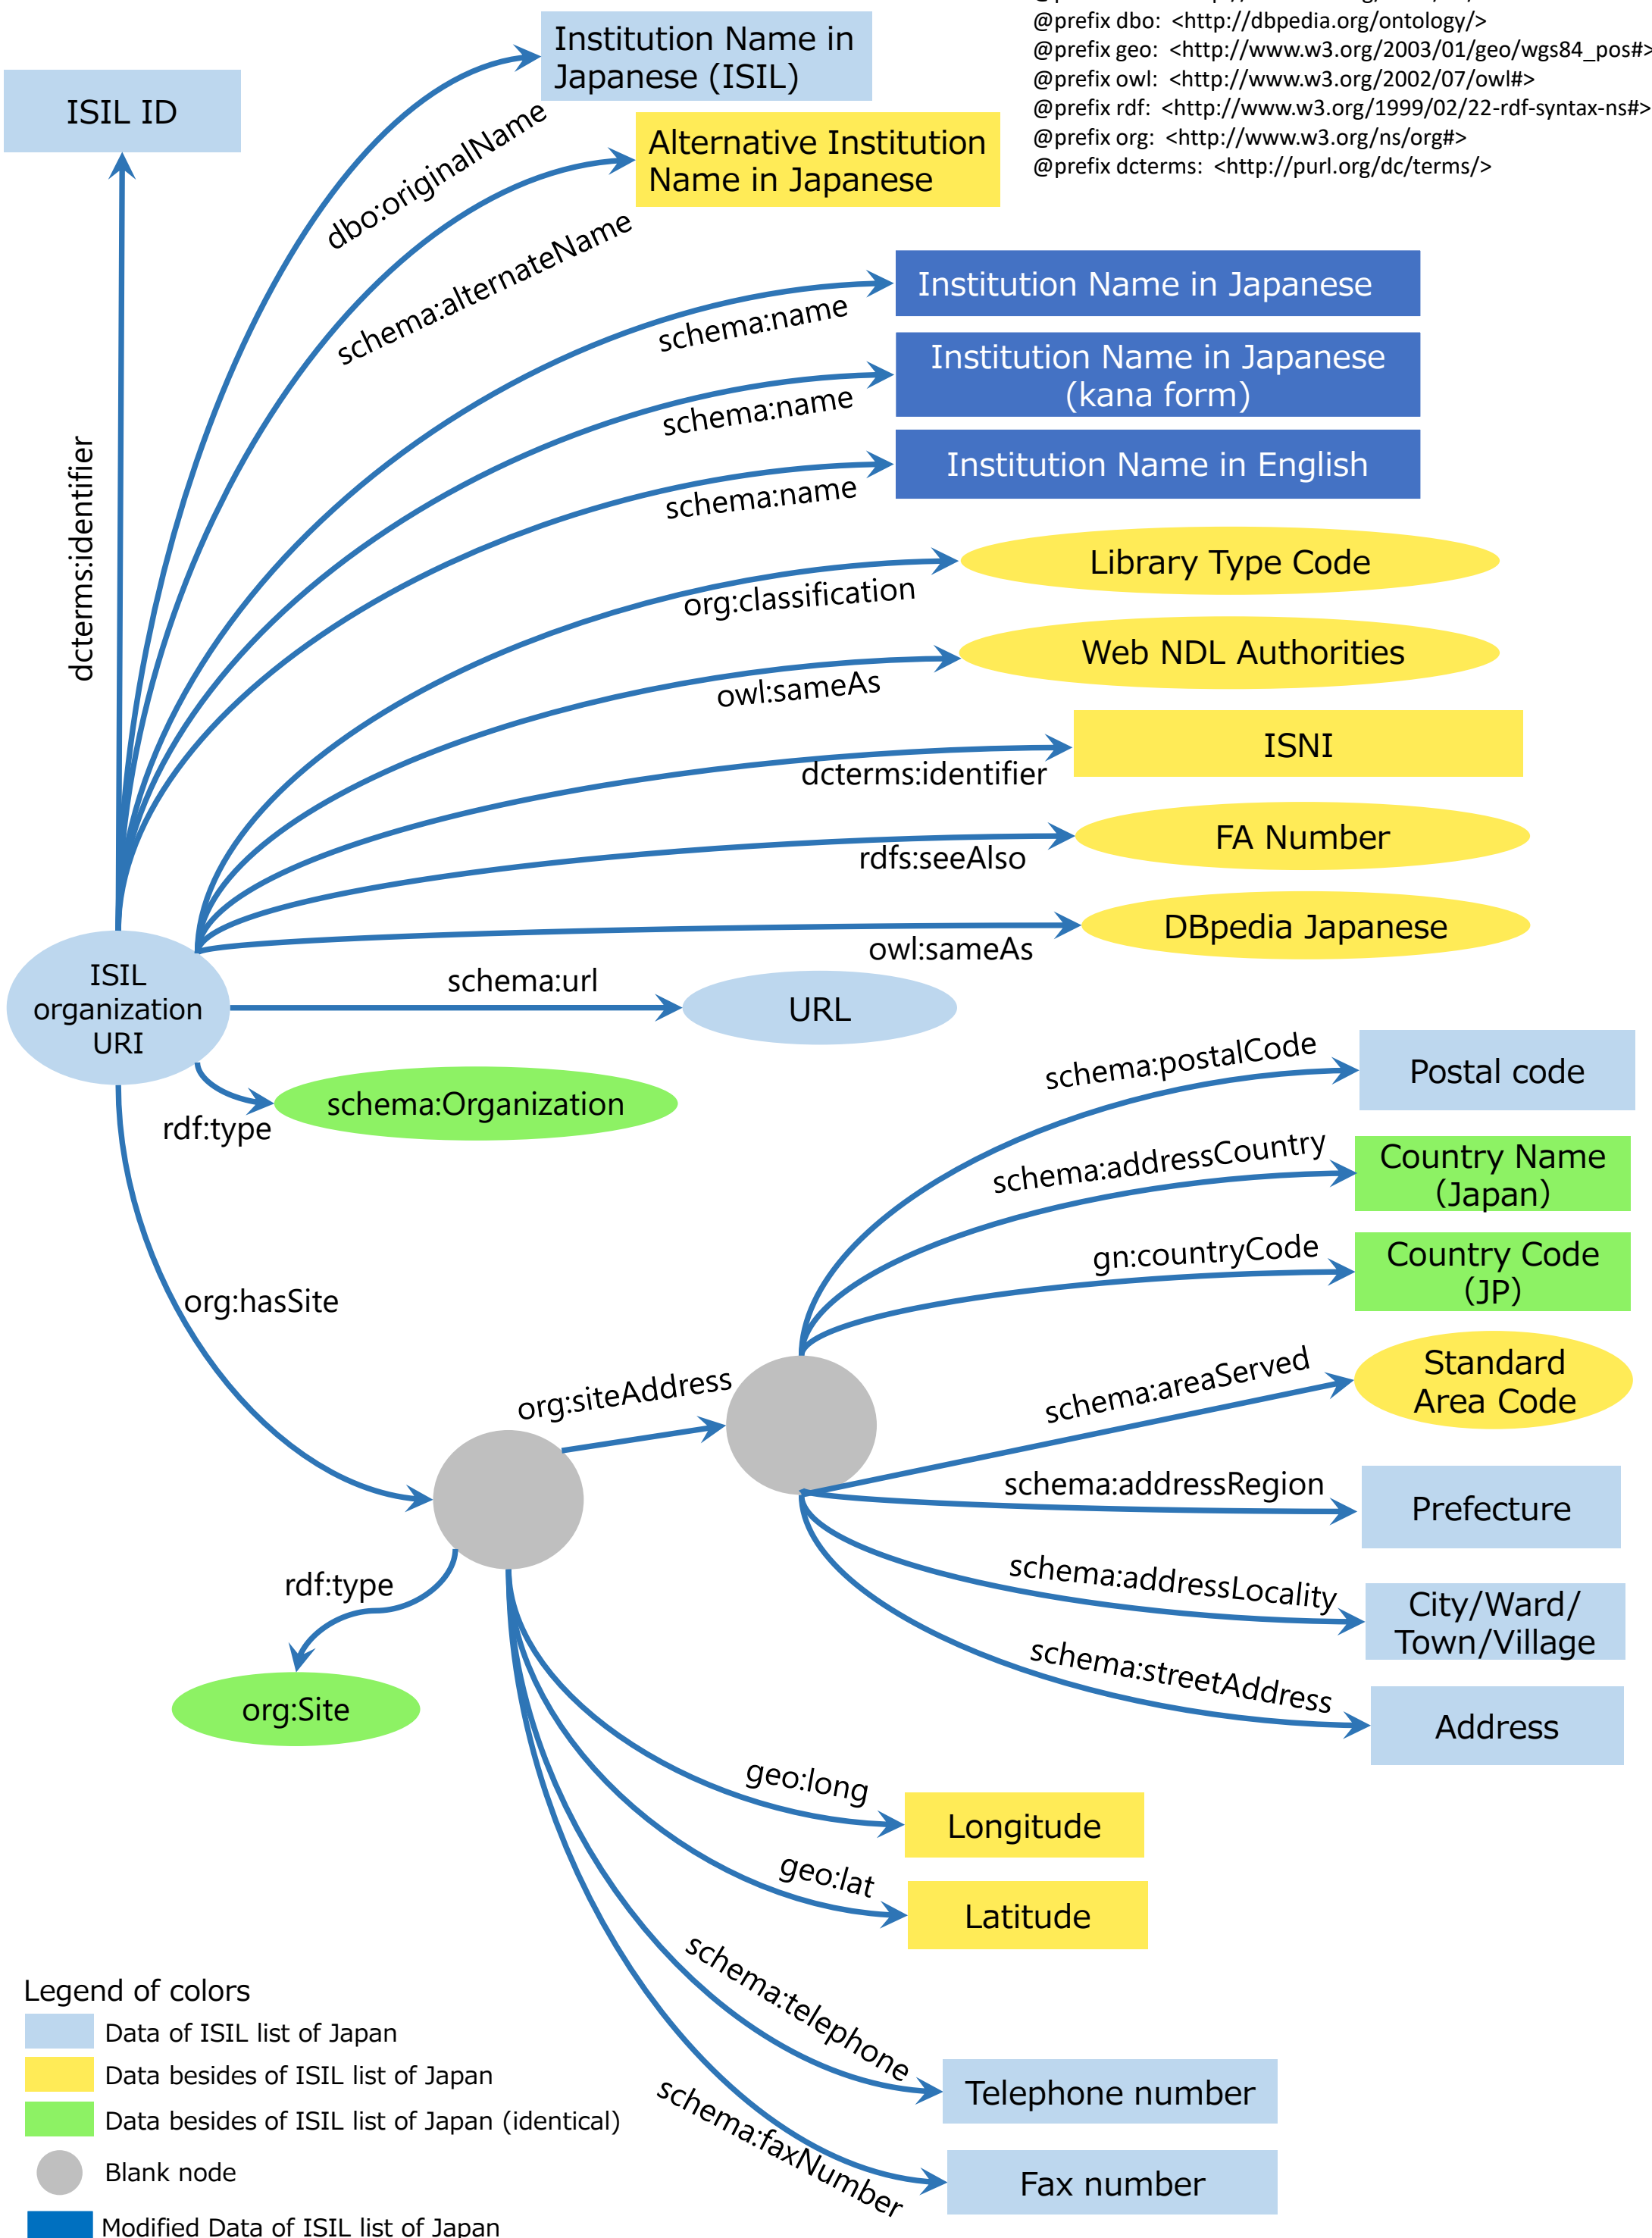 @prefix dbo: <http://dbpedia.org/ontology/>
@prefix geo: <http://www.w3.org/2003/01/geo/wgs84_pos#>
@prefix owl: <http://www.w3.org/2002/07/owl#>
@prefix rdf: <http://www.w3.org/1999/02/22-rdf-syntax-ns#>
@prefix org: <http://www.w3.org/ns/org#>
@prefix dcterms: <http://purl.org/dc/terms/>
Institution Name in
Japanese (ISIL)
ISIL ID
dbo:originalName
Alternative Institution
Name in Japanese
schema:alternateName
Institution Name in Japanese
schema:name
Institution Name in Japanese
(kana form)
schema:name
Institution Name in English
schema:name
dcterms:identifier
Library Type Code
org:classification
Web NDL Authorities
owl:sameAs
ISNI
dcterms:identifier
FA Number
rdfs:seeAlso
DBpedia Japanese
owl:sameAs
ISIL
organization
URI
schema:url
URL
schema:Organization
rdf:type
schema:postalCode
Postal code
schema:addressCountry
Country Name
(Japan)
gn:countryCode
Country Code
(JP)
org:hasSite
schema:areaServed
Standard
Area Code
org:siteAddress
schema:addressRegion
Prefecture
schema:addressLocality
City/Ward/
Town/Village
rdf:type
schema:streetAddress
Address
org:Site
geo:long
Longitude
geo:lat
Latitude
schema:telephone
Telephone number
schema:faxNumber
Fax number
Legend of colors
Data of ISIL list of Japan
Data besides of ISIL list of Japan
Data besides of ISIL list of Japan (identical)
Blank node
Modified Data of ISIL list of Japan